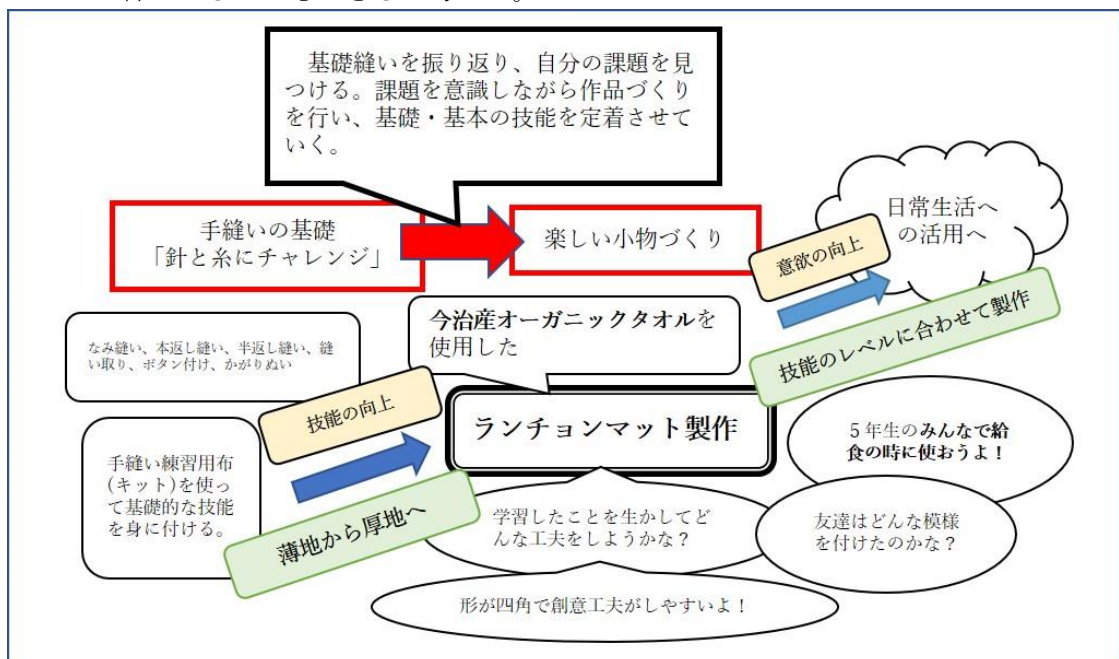 基礎縫いを振り返り、自分の課題を見
つける。課題を意識しながら作品づくり
を行い、基礎・基本の技能を定着させて
いく。
手縫いの基礎
「針と糸にチャレンジ」
楽しい小物づくり
日常生活へ
の活用へ
意欲の向上
技能のレベルに合わせて製作
今治産オーガニックタオルを
使用した
なみ縫い、本返し縫い、半返し縫い、縫
い取り、ボタン付け、かがりぬい
技能の向上
ランチョンマット製作
5年生のみんなで給
食の時に使おうよ！
手縫い練習用布
(キット)を使っ
て基礎的な技能
を身に付ける。
薄地から厚地へ
学習したことを生かしてど
んな工夫をしようかな？
友達はどんな模様
を付けたのかな？
形が四角で創意工夫がしやすいよ！